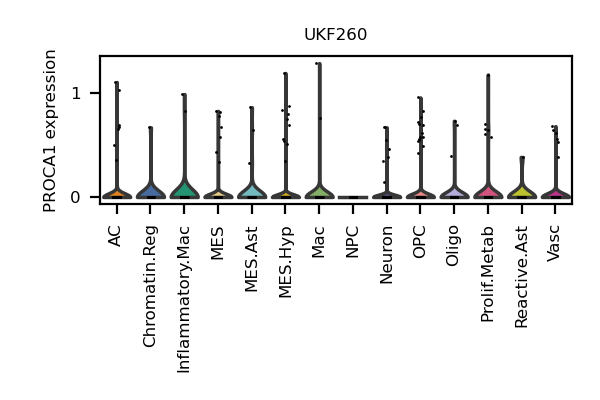 UKF260
PROCA1 expression
1
0
AC
Chromatin.Reg
Inflammatory.Mac
MES
MES.Ast
MES.Hyp
Mac
NPC
Neuron
OPC
Oligo
Prolif.Metab
Reactive.Ast
Vasc